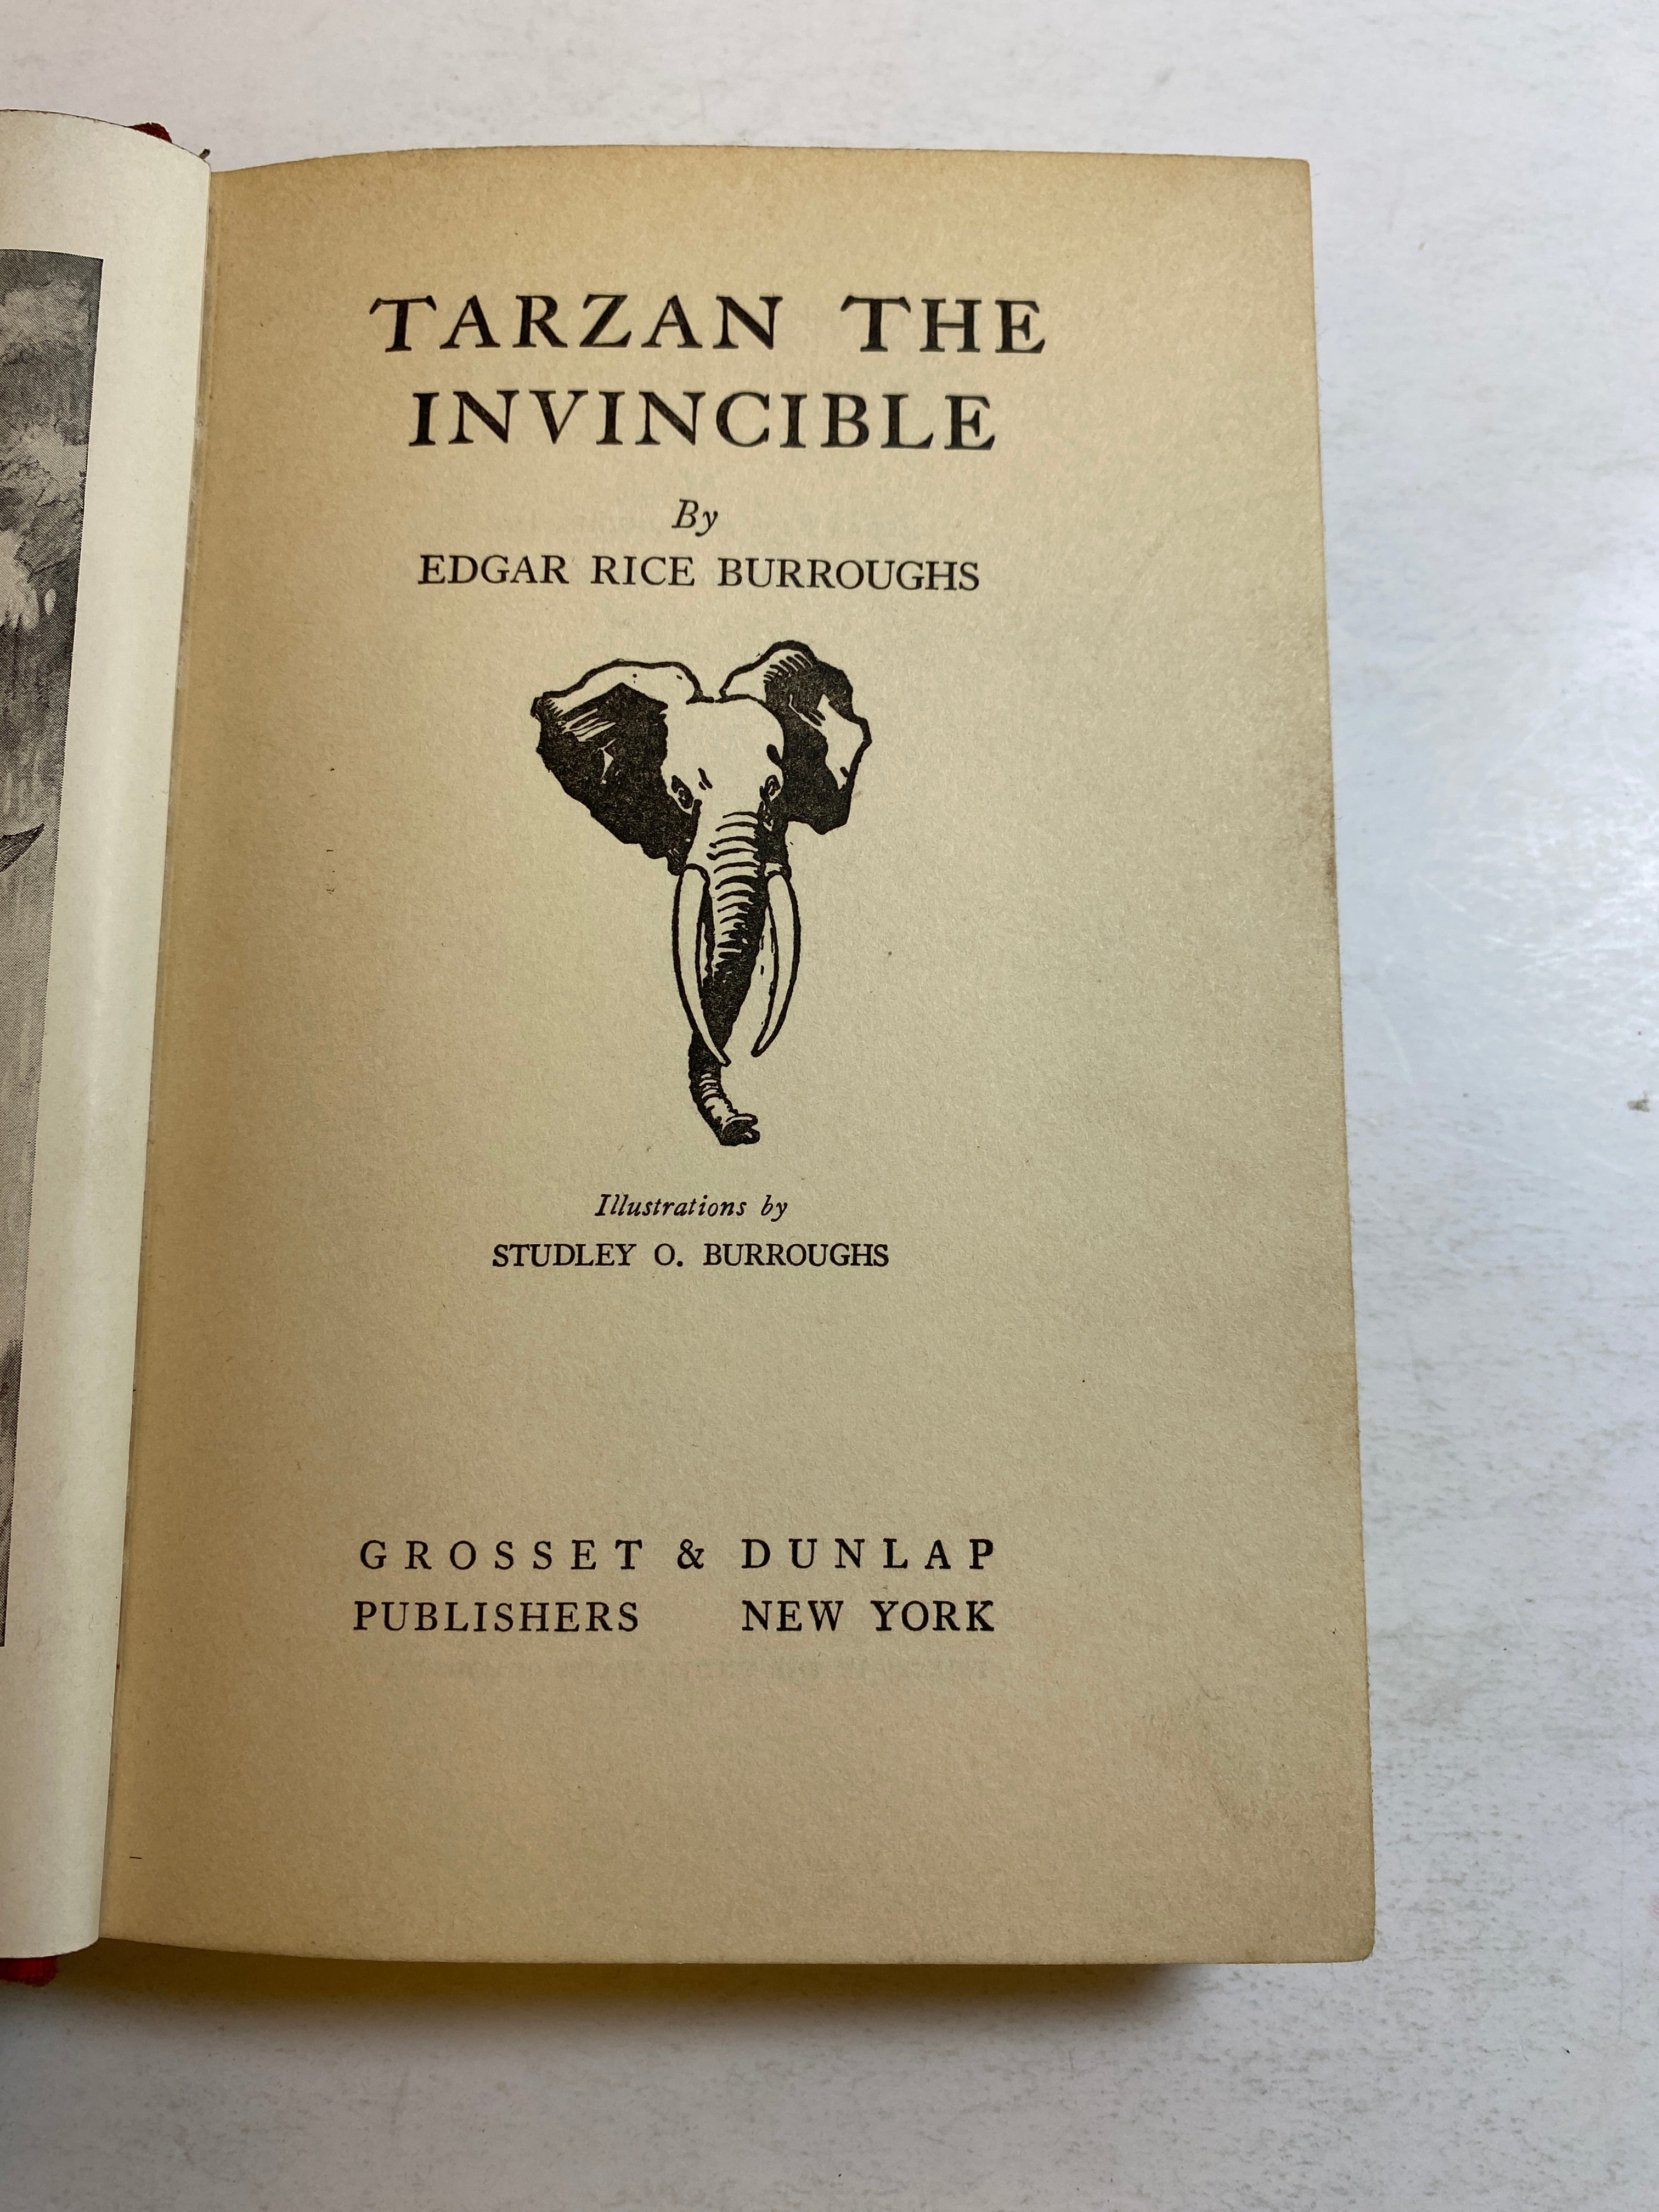 TARZAN THE
INVINCIBLE
By
EDGAR RICE BURROUGHS
Illustrations by
STUDLEY O. BURROUGHS
GROSSET & DUNLAP
PUBLISHERS NEW YORK